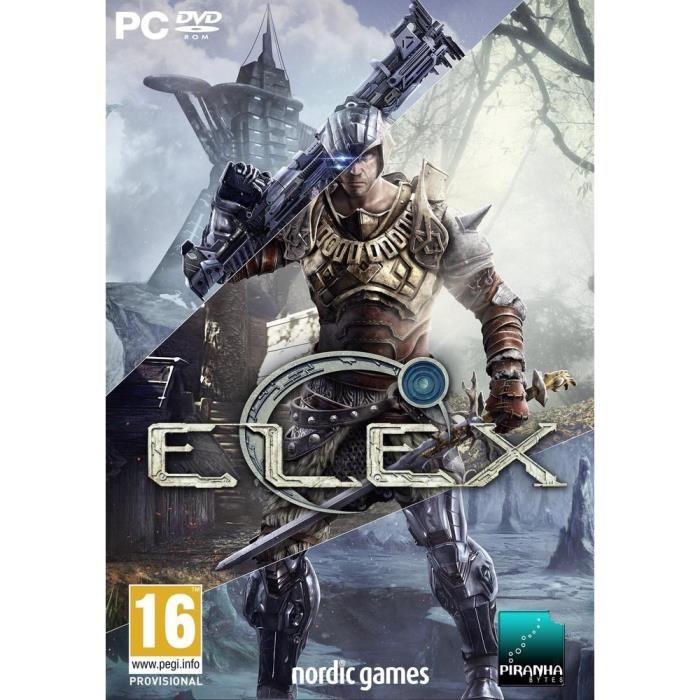 PC DVD
ROM
ELEX
16
www.pegi.info
PROVISIONAL
nordic games
PIRANHA
BYTES